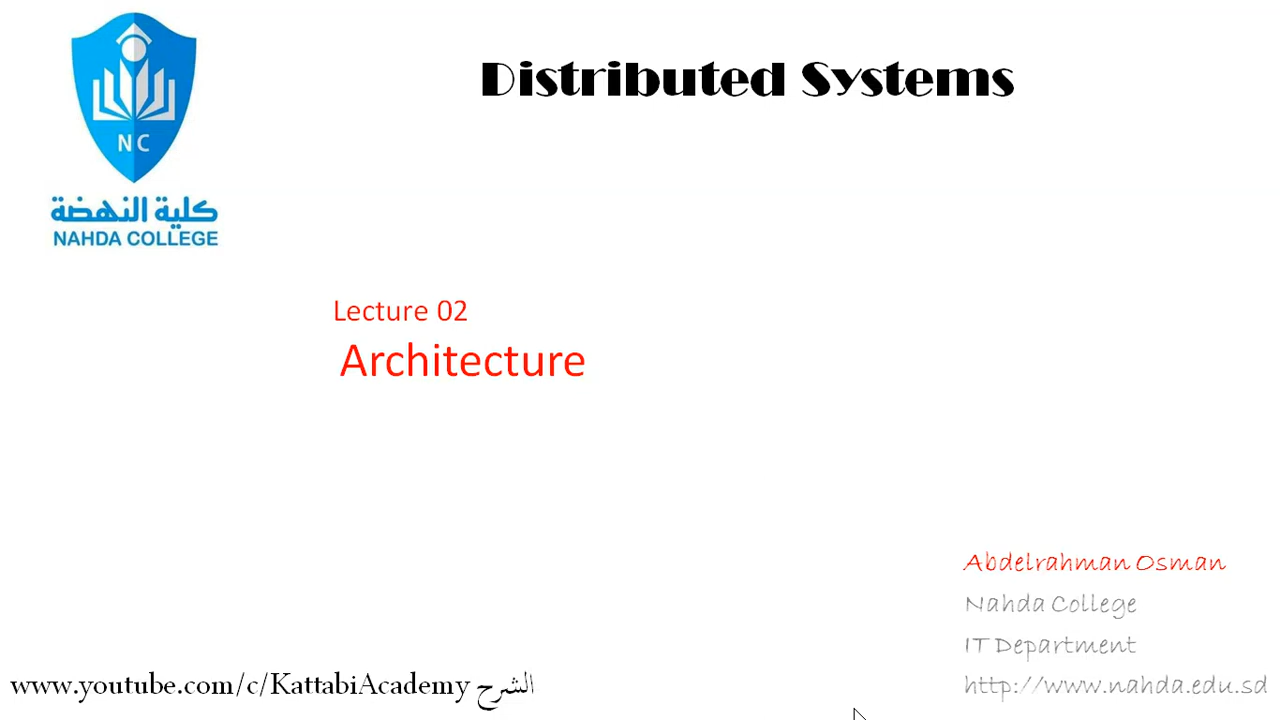 Distributed Systems
NC
كلية النهضة
NAHDA COLLEGE
Lecture 02
Architecture
Abdelrahman Osman
Nahda College
IT Department
http://www.nahda.edu.sd
www.youtube.com/c/KattabiAcademy الشرح